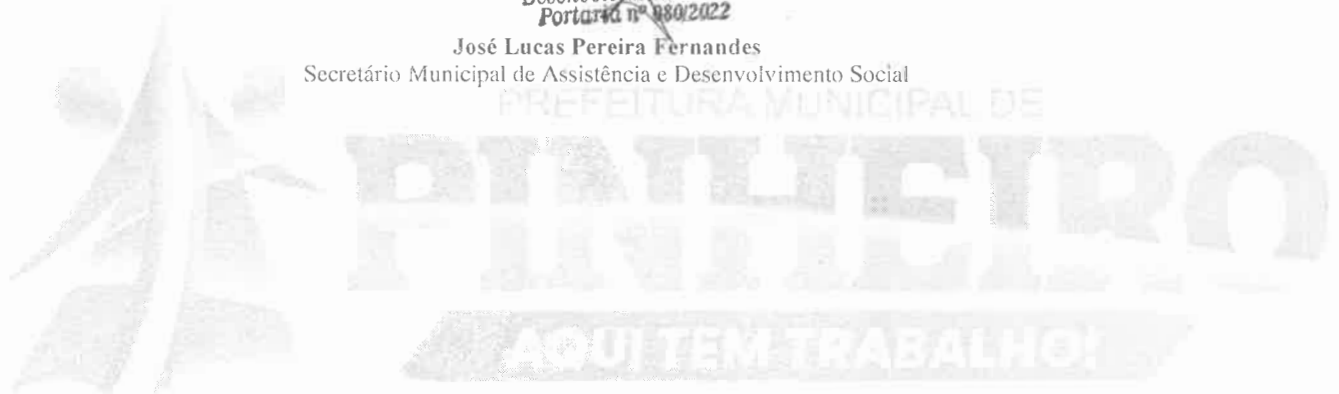 Portaria nº 980/2022
José Lucas Pereira Fernandes
Secretário Municipal de Assistência e Desenvolvimento Social
PREFEITURA MUNICIPAL DE
PINHEIRO
AQUI TEM TRABALHO!